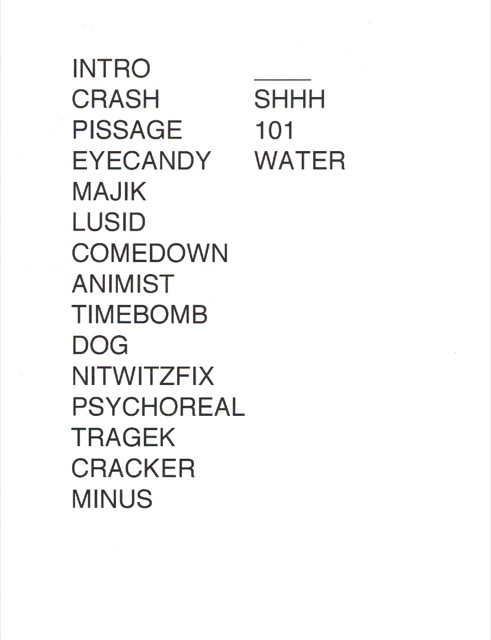 INTRO
CRASH
PISSAGE
EYECANDY
MAJIK
LUSID
COMEDOWN
ANIMIST
TIMEBOMB
DOG
NITWITZFIX
PSYCHOREAL
TRAGEK
CRACKER
MINUS
_____
SHHH
101
WATER